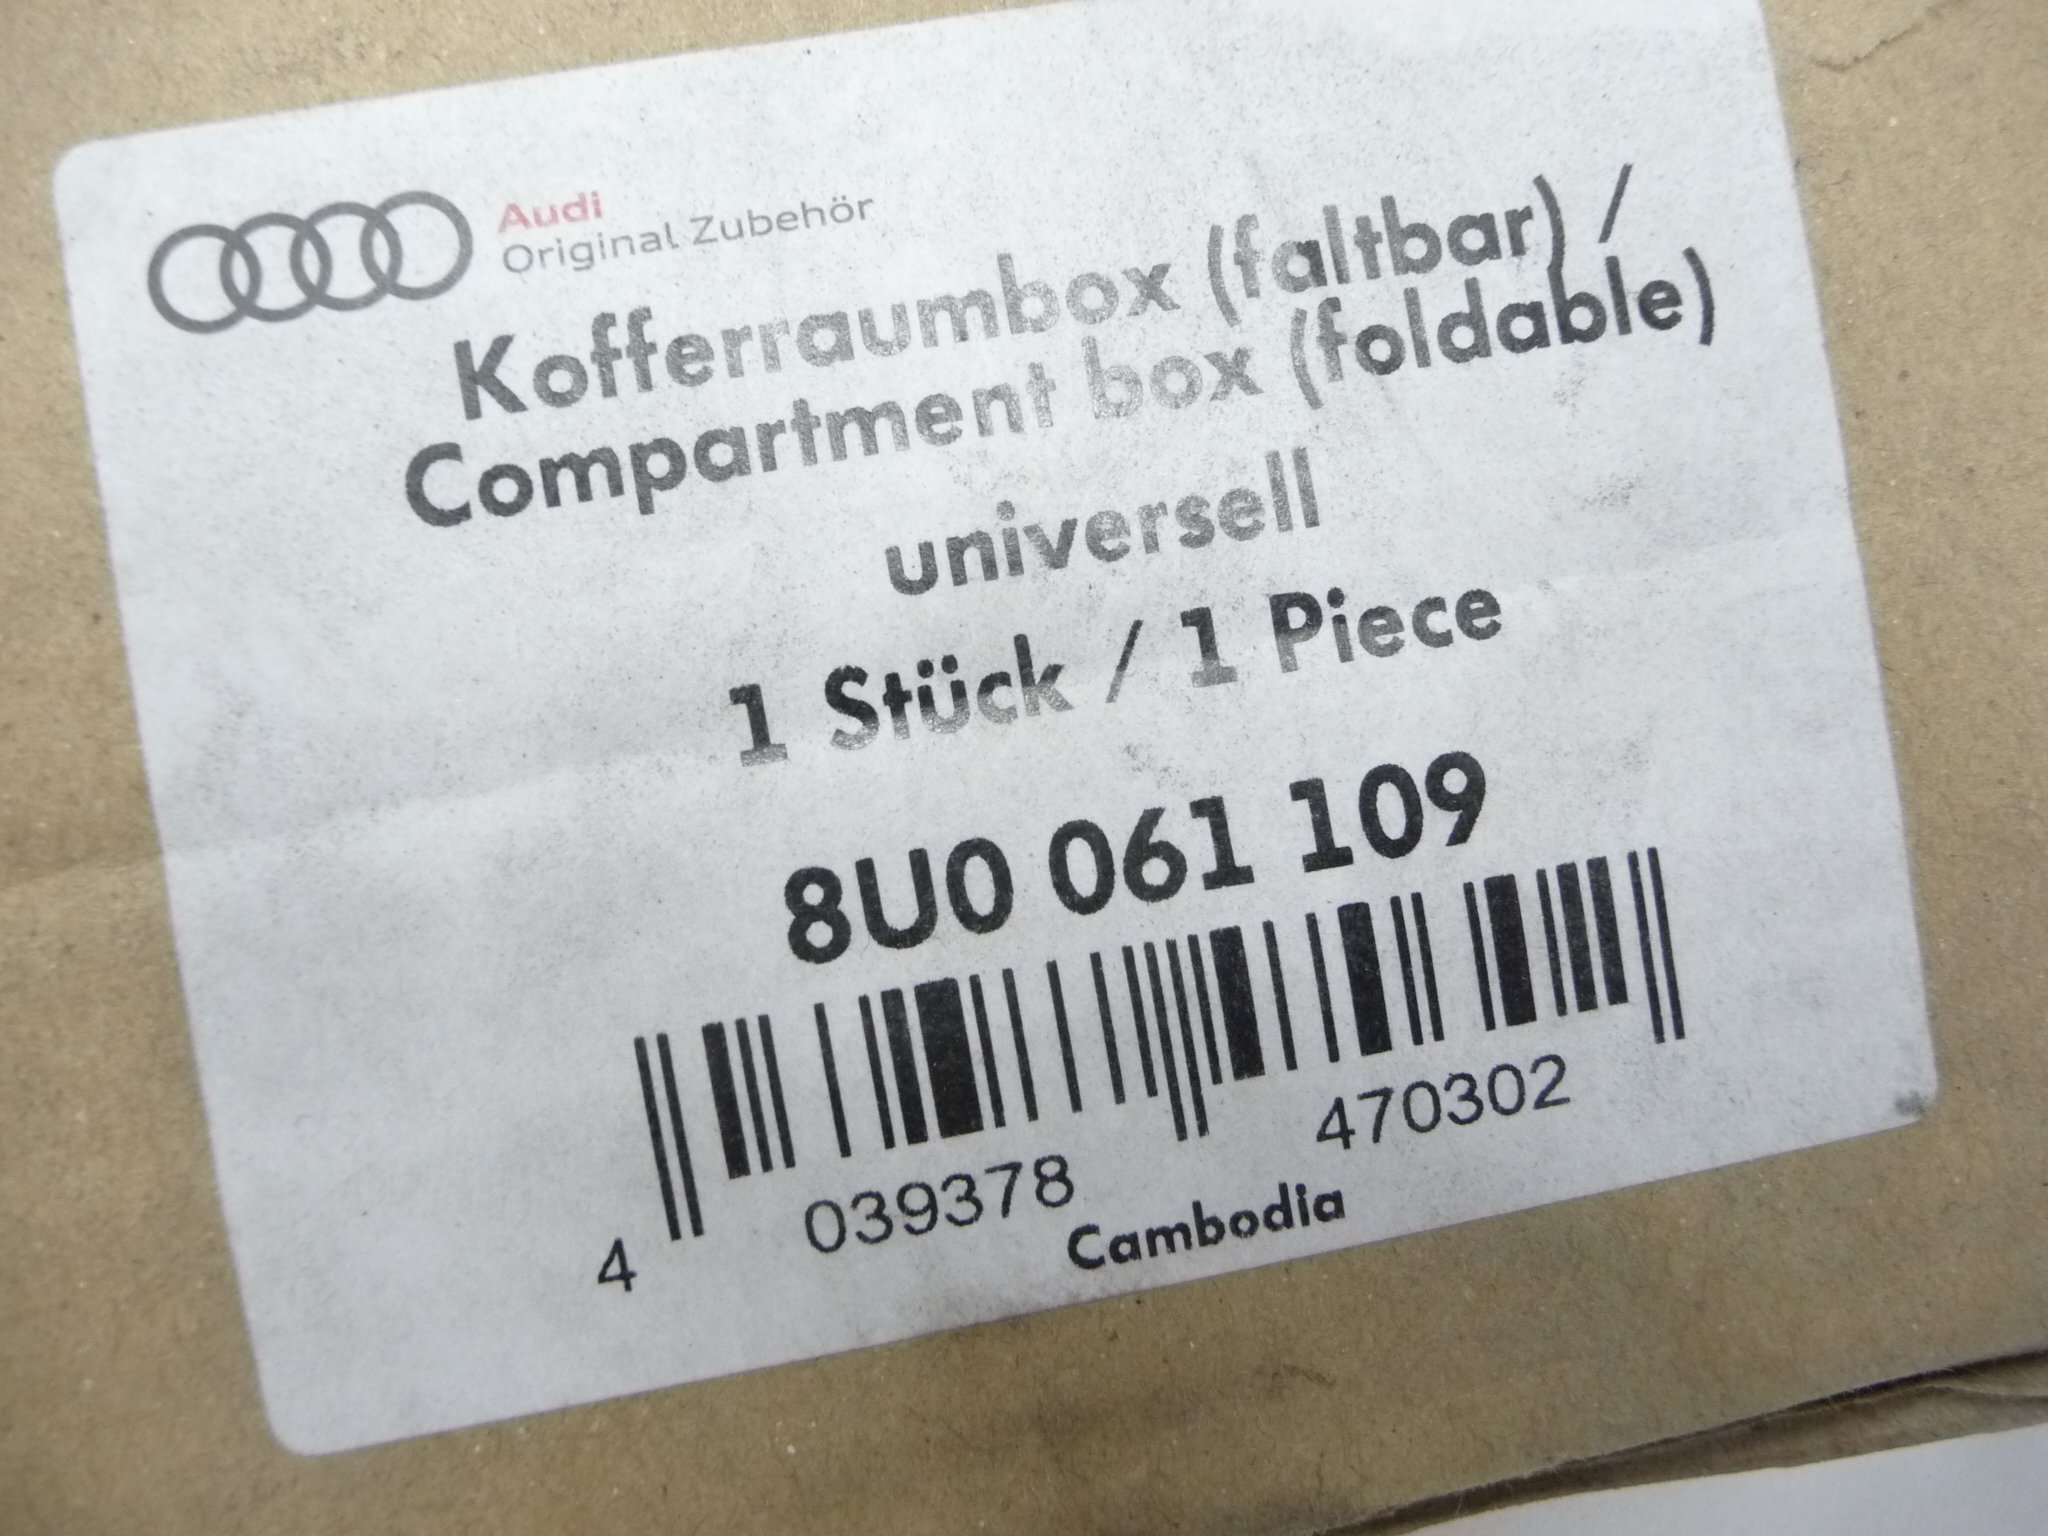 Audi
Original Zubehör
Kofferraumbox (faltbar) /
Compartment box (foldable)
universell
1 Stück / 1 Piece
8U0 061 109
4 039378 470302
Cambodia